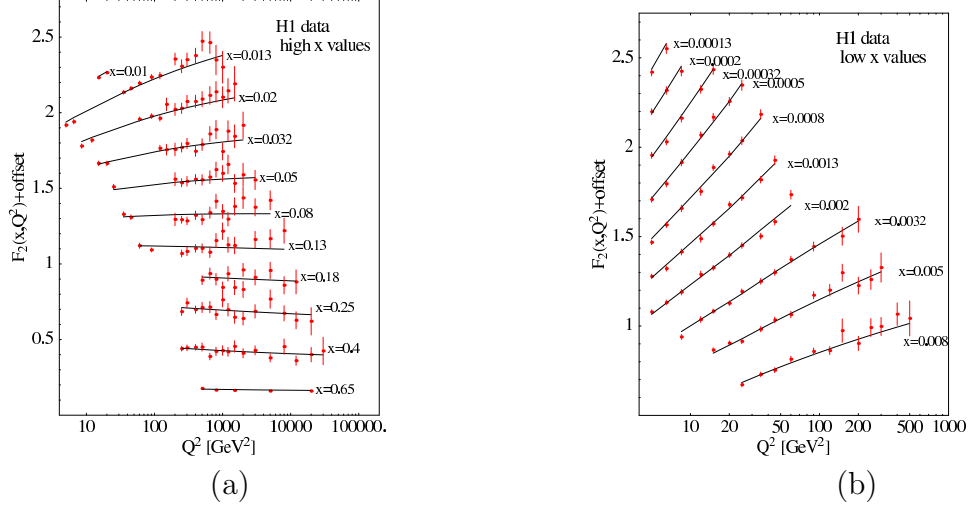 H1 data
high x values
2.5
2
1.5
1
0.5
F₂(x,Q²)+offset
x=0.01
x=0.013
x=0.02
x=0.032
x=0.05
x=0.08
x=0.13
x=0.18
x=0.25
x=0.4
x=0.65
10 100 1000 10000 100000.
Q² [GeV²]
(a)
H1 data
low x values
2.5
2
1.5
1
F₂(x,Q²)+offset
x=0.00013
x=0.0002
x=0.00032
x=0.0005
x=0.0008
x=0.0013
x=0.002
x=0.0032
x=0.005
x=0.008
10 50 100 200 500 1000
Q² [GeV²]
(b)